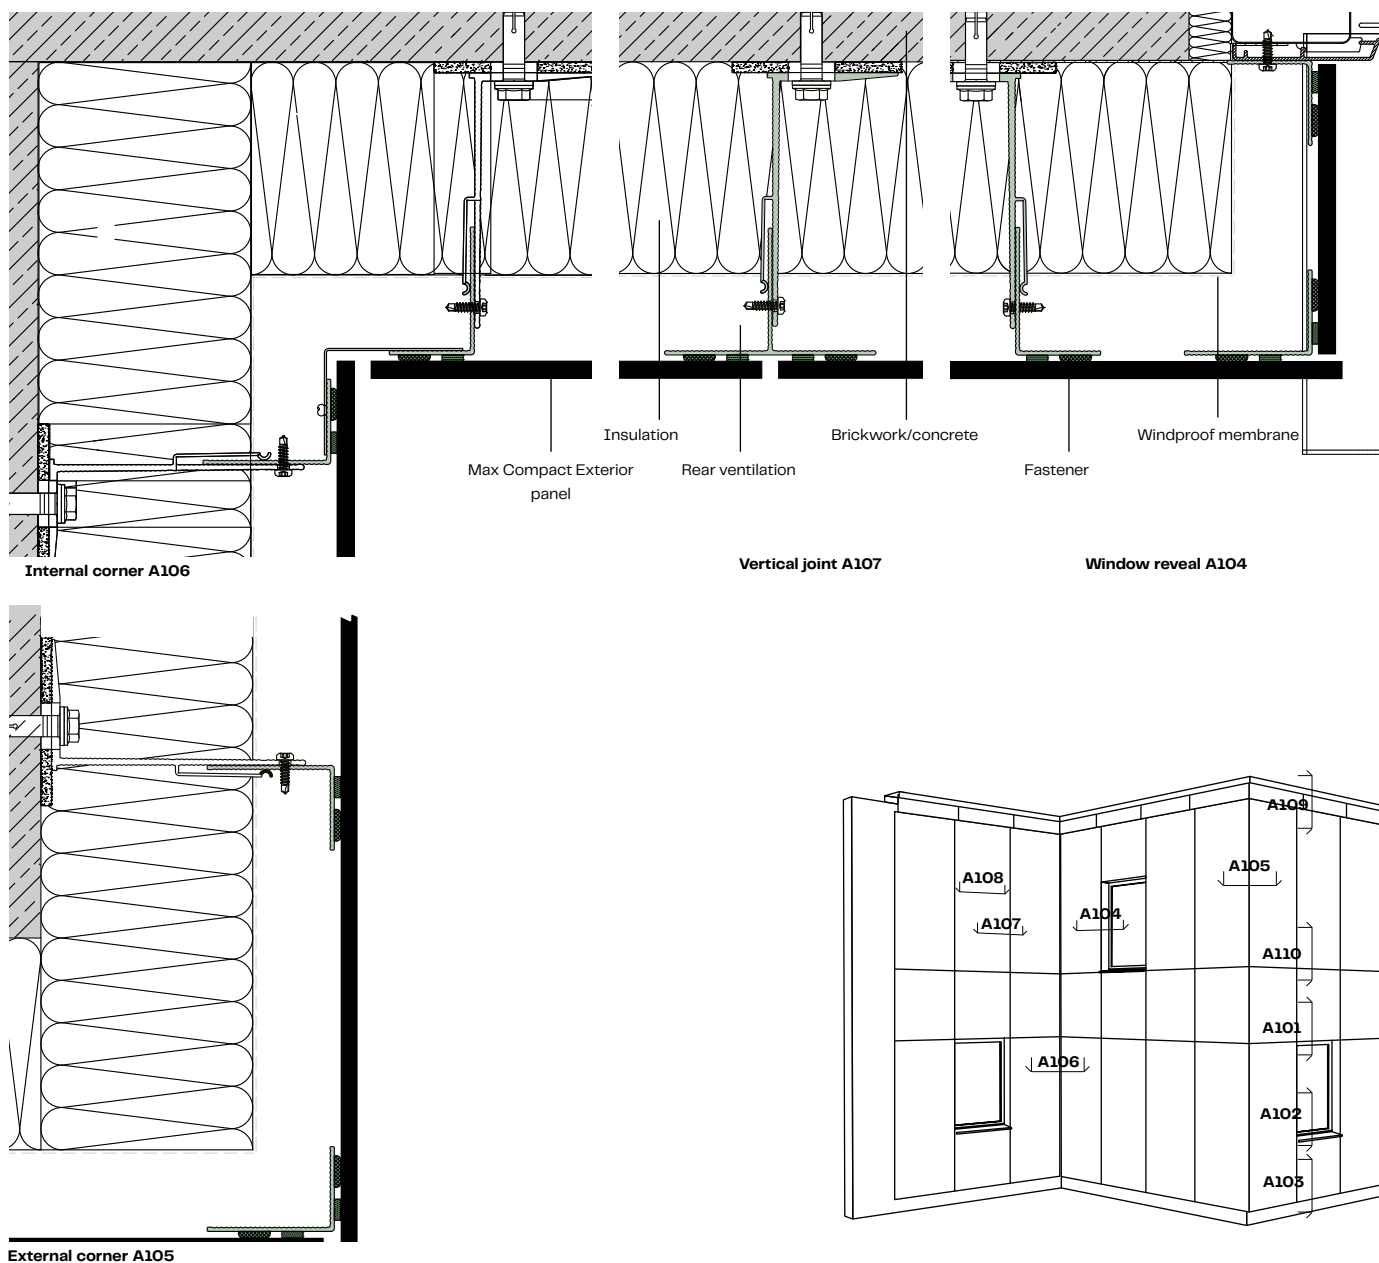 Insulation
Brickwork/concrete
Windproof membrane
Max Compact Exterior
panel
Rear ventilation
Fastener
Internal corner A106
Vertical joint A107
Window reveal A104
A109
A105
A108
A104
A107
A110
A101
A106
A102
A103
External corner A105